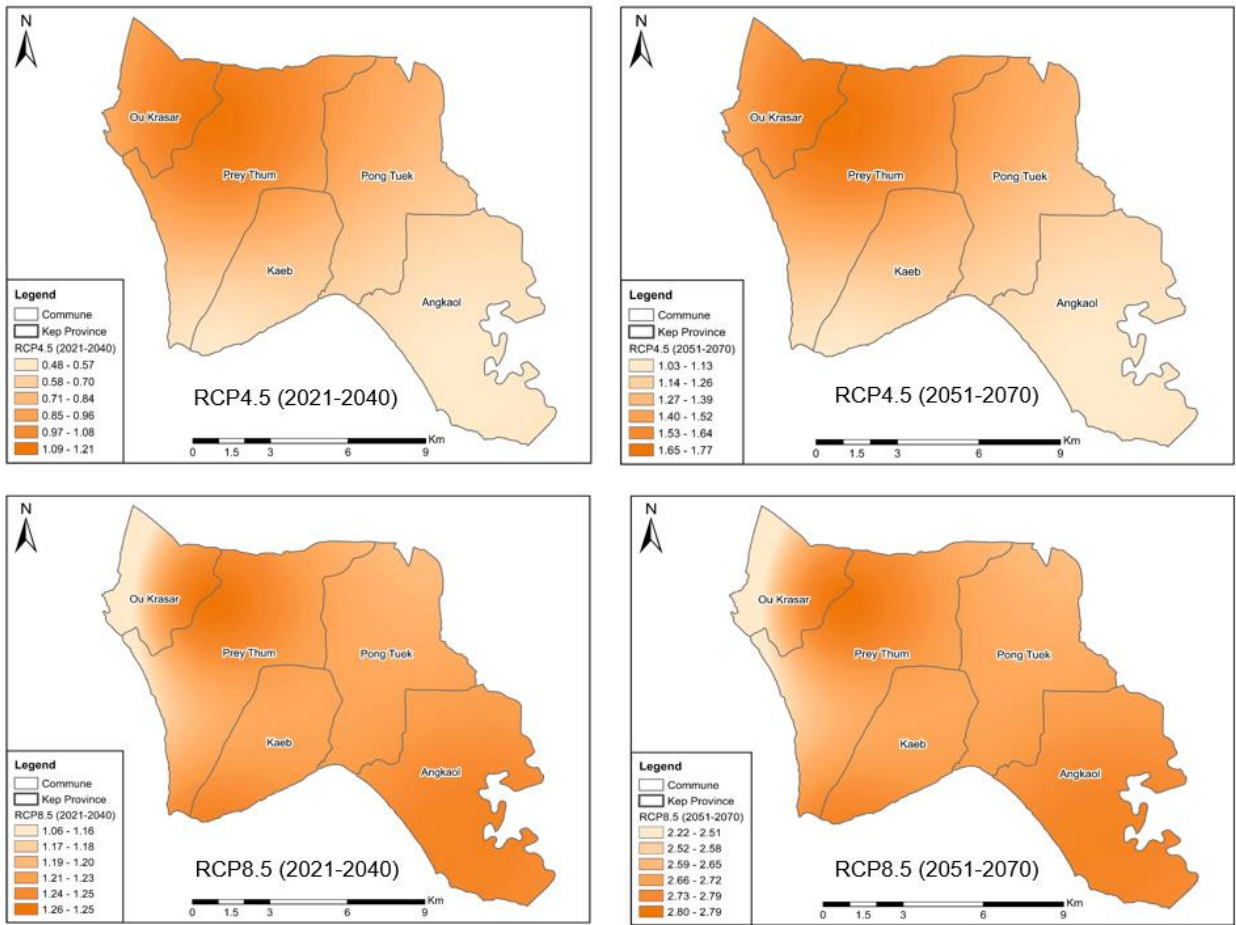 N
Ou Krasar
Prey Thum
Pong Tuek
Kaeb
Angkaol
Legend
Commune
Kep Province
RCP4.5 (2021-2040)
0.48 - 0.57
0.58 - 0.70
0.71 - 0.84
0.85 - 0.96
0.97 - 1.08
1.09 - 1.21
RCP4.5 (2021-2040)
Km
0 1.5 3 6 9
N
Ou Krasar
Prey Thum
Pong Tuek
Kaeb
Angkaol
Legend
Commune
Kep Province
RCP4.5 (2051-2070)
1.03 - 1.13
1.14 - 1.26
1.27 - 1.39
1.40 - 1.52
1.53 - 1.64
1.65 - 1.77
RCP4.5 (2051-2070)
Km
0 1.5 3 6 9
N
Ou Krasar
Prey Thum
Pong Tuek
Kaeb
Angkaol
Legend
Commune
Kep Province
RCP8.5 (2021-2040)
1.06 - 1.16
1.17 - 1.18
1.19 - 1.20
1.21 - 1.23
1.24 - 1.25
1.26 - 1.25
RCP8.5 (2021-2040)
Km
0 1.5 3 6 9
N
Ou Krasar
Prey Thum
Pong Tuek
Kaeb
Angkaol
Legend
Commune
Kep Province
RCP8.5 (2051-2070)
2.22 - 2.51
2.52 - 2.58
2.59 - 2.65
2.66 - 2.72
2.73 - 2.79
2.80 - 2.79
RCP8.5 (2051-2070)
Km
0 1.5 3 6 9